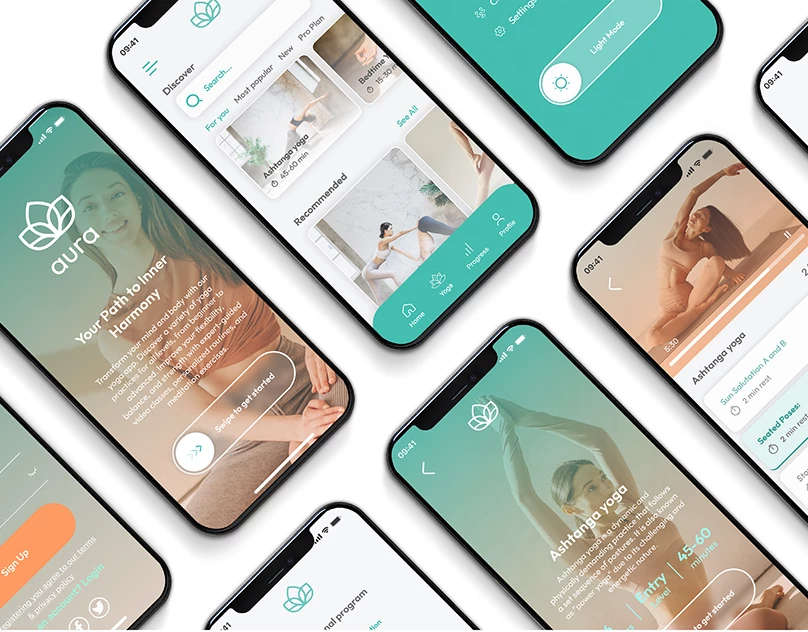 09:41
Discover
Search...
For you
Most popular
New
Pro Plan
Ashtanga yoga
45-60 min
Bedtime
15-30
See All
Recommended
Home
Yoga
Progress
Profile
Settings
Light Mode
09:41
aura
Your Path to Inner
Harmony
Transform your mind and body with our
yoga app. Discover a variety of yoga
practices for all levels, from beginner to
advanced. Improve your flexibility,
balance, and strength with expert-guided
video classes, personalized routines, and
meditation exercises.
Swipe to get started
09:41
5:30
Ashtanga yoga
Sun Salutation A and B
2 min rest
Seated Poses:
2 min rest
Sign Up
registering you agree to our terms
& privacy policy
an account? Login
09:41
Ashtanga yoga
Ashtanga yoga is a dynamic and
physically demanding practice that follows
a set sequence of postures. It is also known
as "power yoga" due to its challenging and
energetic nature.
Entry
Level
45-60
minutes
to get started
program